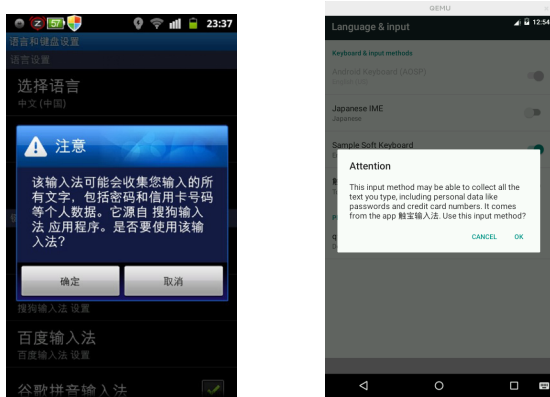 57
23:37
语言和键盘设置
语言设置
选择语言
中文 (中国)
注意
该输入法可能会收集您输入的所
有文字，包括密码和信用卡号码
等个人数据。它源自 搜狗输入
法 应用程序。是否要使用该输
入法?
确定
取消
搜狗输入法 设置
百度输入法
百度输入法 设置
谷歌拼音输入法
QEMU
12:54
Language & input
Keyboard & input methods
Android Keyboard (AOSP)
Japanese IME
Japanese
Sample Soft Keyboard
Attention
This input method may be able to collect all the
text you type, including personal data like
passwords and credit card numbers. It comes
from the app 触宝输入法. Use this input method?
CANCEL
OK